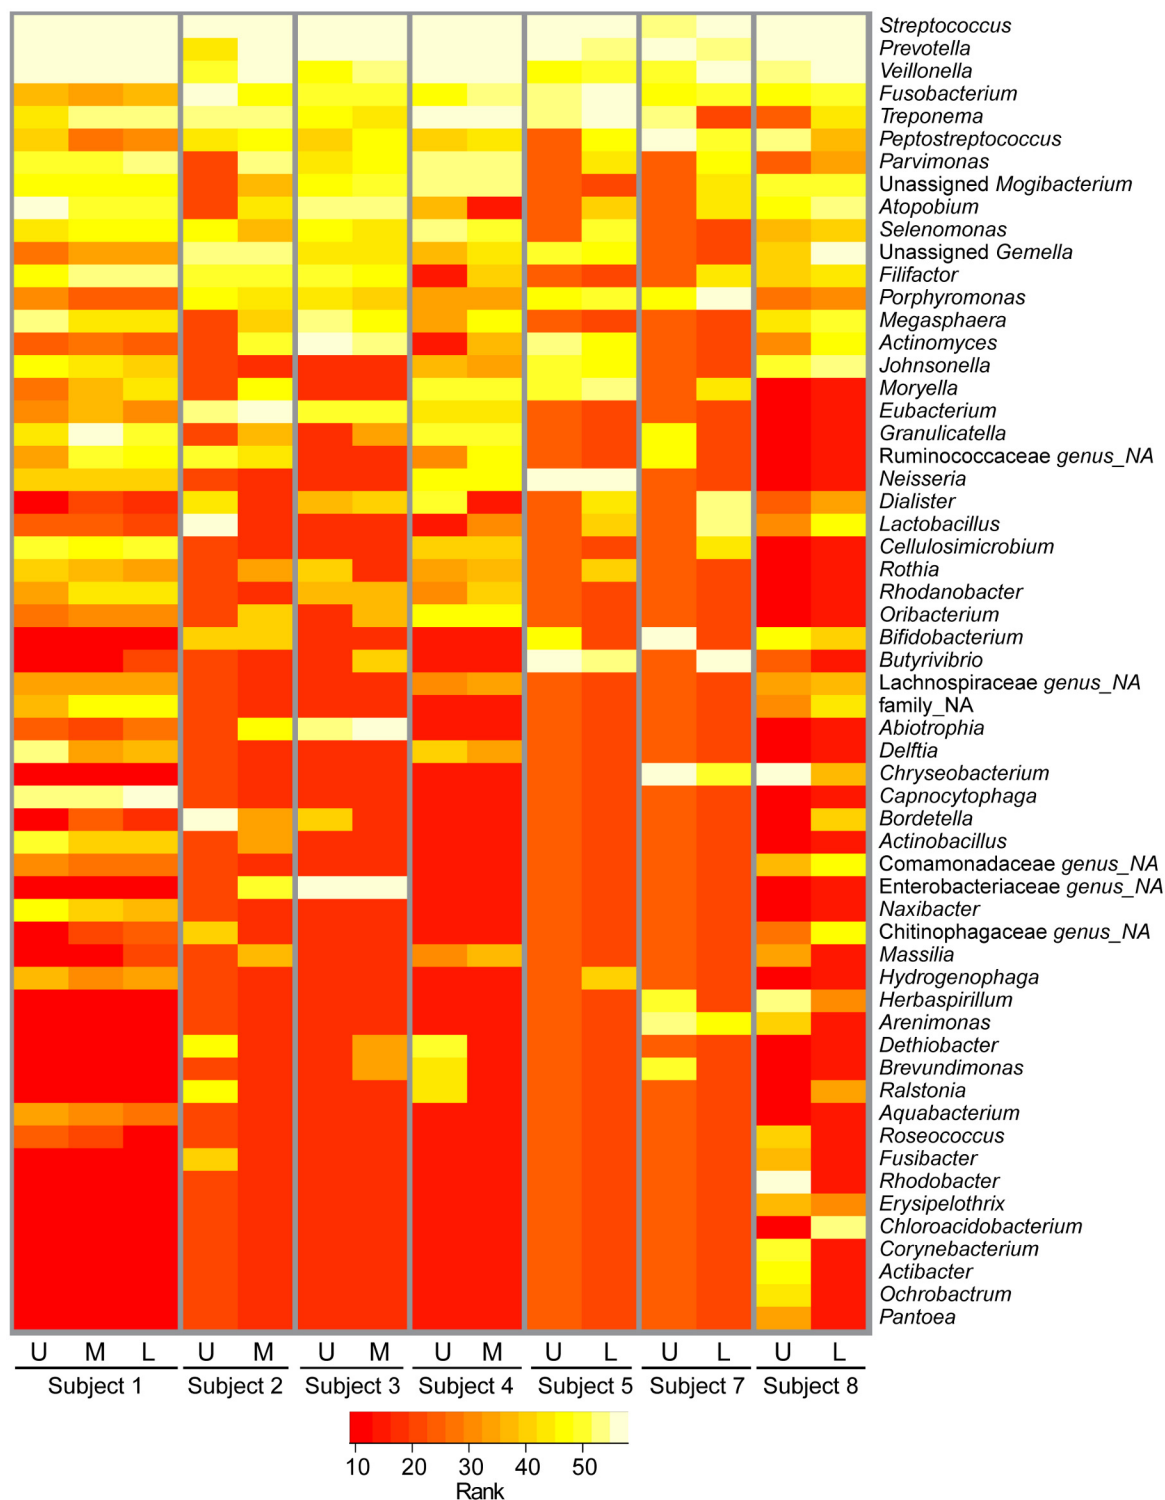 Streptococcus
Prevotella
Veillonella
Fusobacterium
Treponema
Peptostreptococcus
Parvimonas
Unassigned Mogibacterium
Atopobium
Selenomonas
Unassigned Gemella
Filifactor
Porphyromonas
Megasphaera
Actinomyces
Johnsonella
Moryella
Eubacterium
Granulicatella
Ruminococcaceae genus_NA
Neisseria
Dialister
Lactobacillus
Cellulosimicrobium
Rothia
Rhodanobacter
Oribacterium
Bifidobacterium
Butyrivibrio
Lachnospiraceae genus_NA
family_NA
Abiotrophia
Delftia
Chryseobacterium
Capnocytophaga
Bordetella
Actinobacillus
Comamonadaceae genus_NA
Enterobacteriaceae genus_NA
Naxibacter
Chitinophagaceae genus_NA
Massilia
Hydrogenophaga
Herbaspirillum
Arenimonas
Dethiobacter
Brevundimonas
Ralstonia
Aquabacterium
Roseococcus
Fusibacter
Rhodobacter
Erysipelothrix
Chloroacidobacterium
Corynebacterium
Actibacter
Ochrobactrum
Pantoea
U M L U M U M U M U L U L U L
Subject 1 Subject 2 Subject 3 Subject 4 Subject 5 Subject 7 Subject 8
10 20 30 40 50
Rank